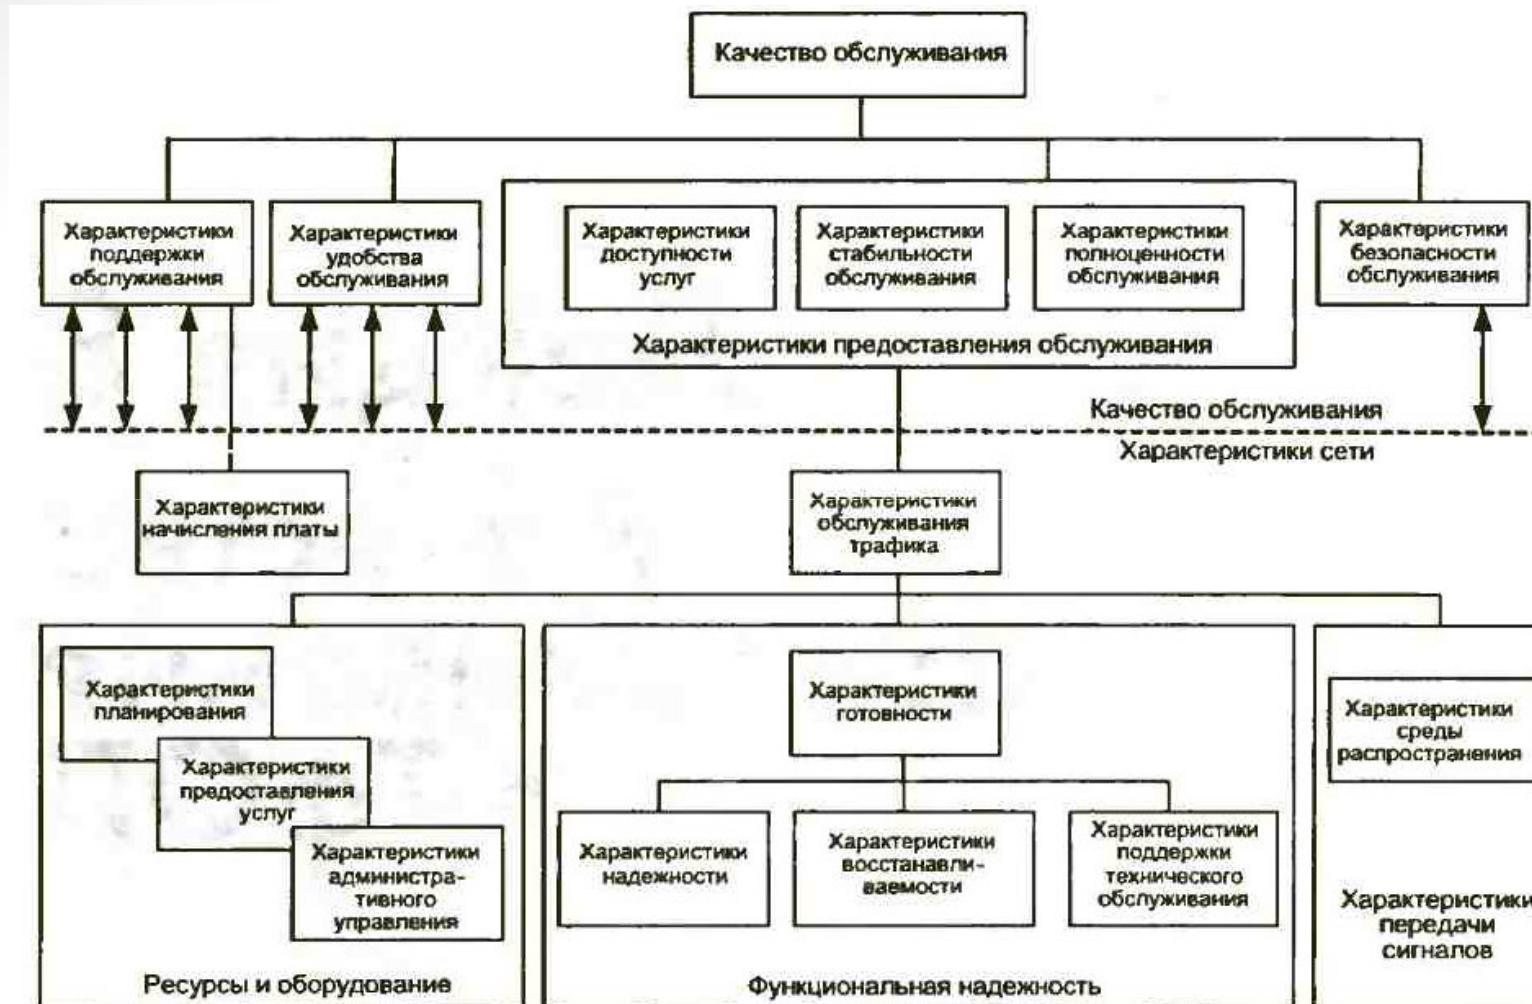 Качество обслуживания
Характеристики
поддержки
обслуживания
Характеристики
удобства
обслуживания
Характеристики
доступности
услуг
Характеристики
стабильности
обслуживания
Характеристики
полноценности
обслуживания
Характеристики предоставления обслуживания
Характеристики
безопасности
обслуживания
Качество обслуживания
Характеристики сети
Характеристики
начисления платы
Характеристики
обслуживания
трафика
Характеристики
планирования
Характеристики
предоставления
услуг
Характеристики
администра-
тивного
управления
Ресурсы и оборудование
Характеристики
готовности
Характеристики
надежности
Характеристики
восстанавли-
ваемости
Характеристики
поддержки
технического
обслуживания
Функциональная надежность
Характеристики
среды
распространения
Характеристики
передачи
сигналов